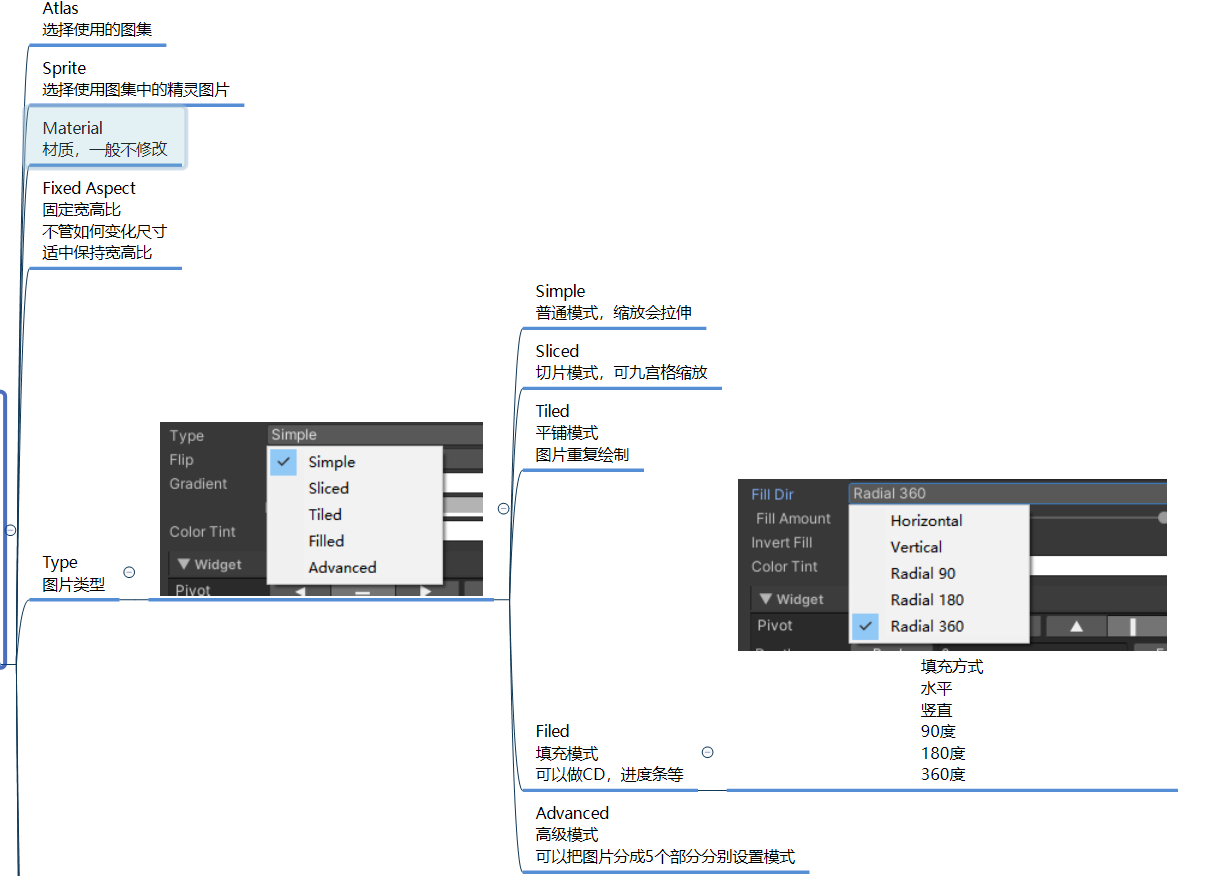 Atlas
选择使用的图集
Sprite
选择使用图集中的精灵图片
Material
材质，一般不修改
Fixed Aspect
固定宽高比
不管如何变化尺寸
适中保持宽高比
Type
图片类型
Type
Simple
Flip
Gradient
Color Tint
Widget
Pivot
Simple
Sliced
Tiled
Filled
Advanced
Simple
普通模式，缩放会拉伸
Sliced
切片模式，可九宫格缩放
Tiled
平铺模式
图片重复绘制
Filed
填充模式
可以做CD，进度条等
Fill Dir
Radial 360
Fill Amount
Invert Fill
Color Tint
Widget
Pivot
Horizontal
Vertical
Radial 90
Radial 180
Radial 360
填充方式
水平
竖直
90度
180度
360度
Advanced
高级模式
可以把图片分成5个部分分别设置模式